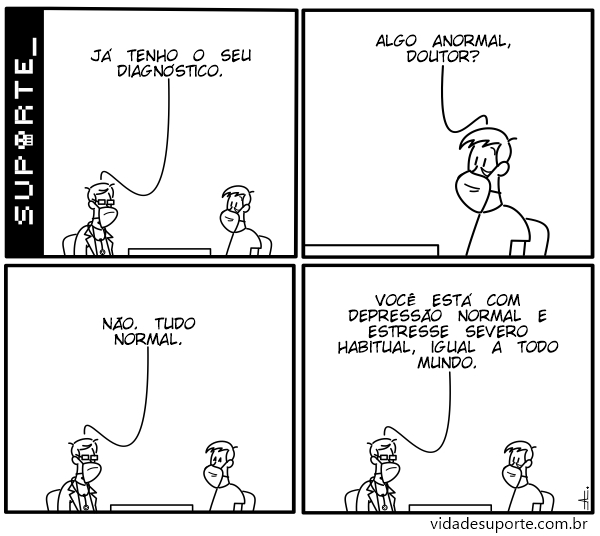 SUPORTE_
JÁ TENHO O SEU
DIAGNÓSTICO.
ALGO ANORMAL,
DOUTOR?
NÃO. TUDO
NORMAL.
VOCÊ ESTÁ COM
DEPRESSÃO NORMAL E
ESTRESSE SEVERO
HABITUAL, IGUAL A TODO
MUNDO.
vidadesuporte.com.br